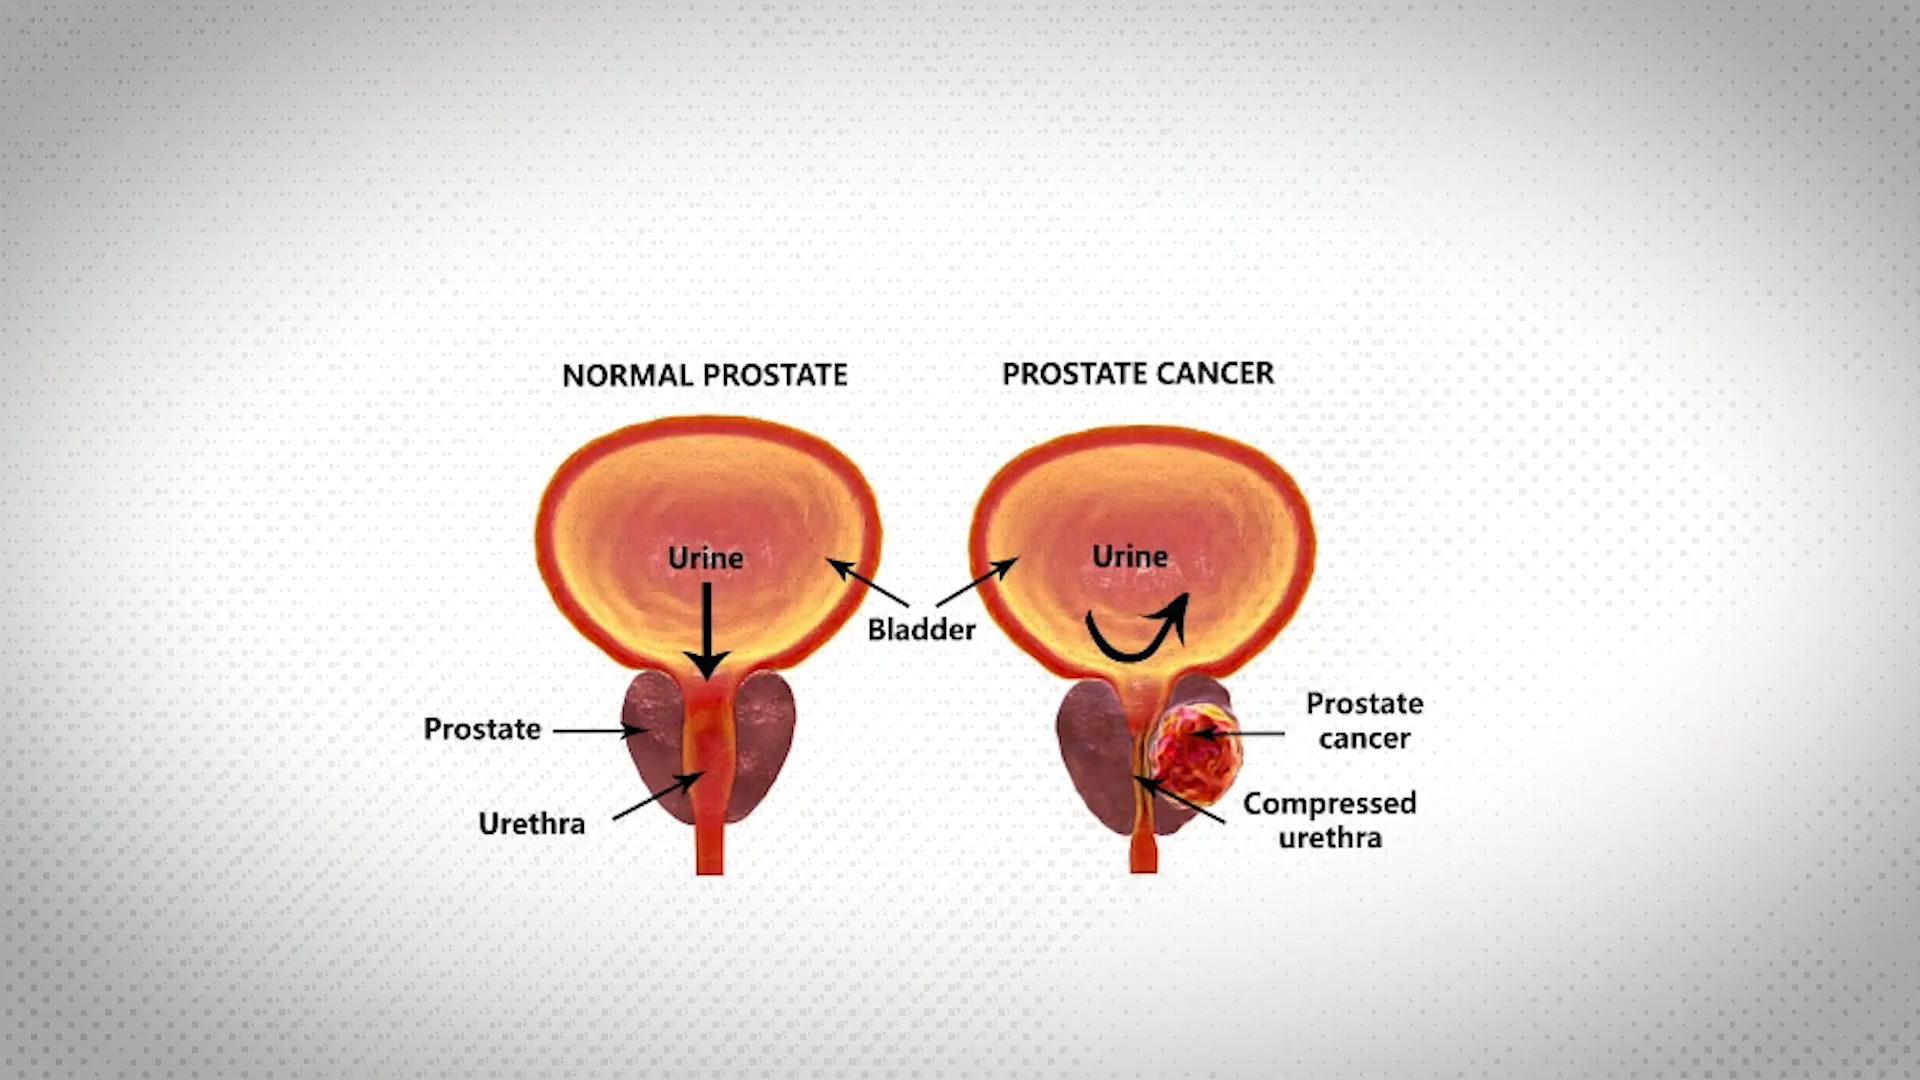 NORMAL PROSTATE
PROSTATE CANCER
Urine
Urine
Bladder
Prostate
Prostate
cancer
Urethra
Compressed
urethra